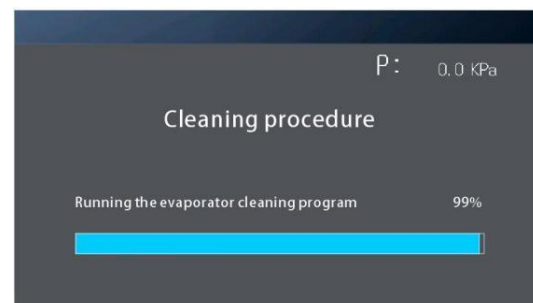 P: 0.0 KPa
Cleaning procedure
Running the evaporator cleaning program 99%